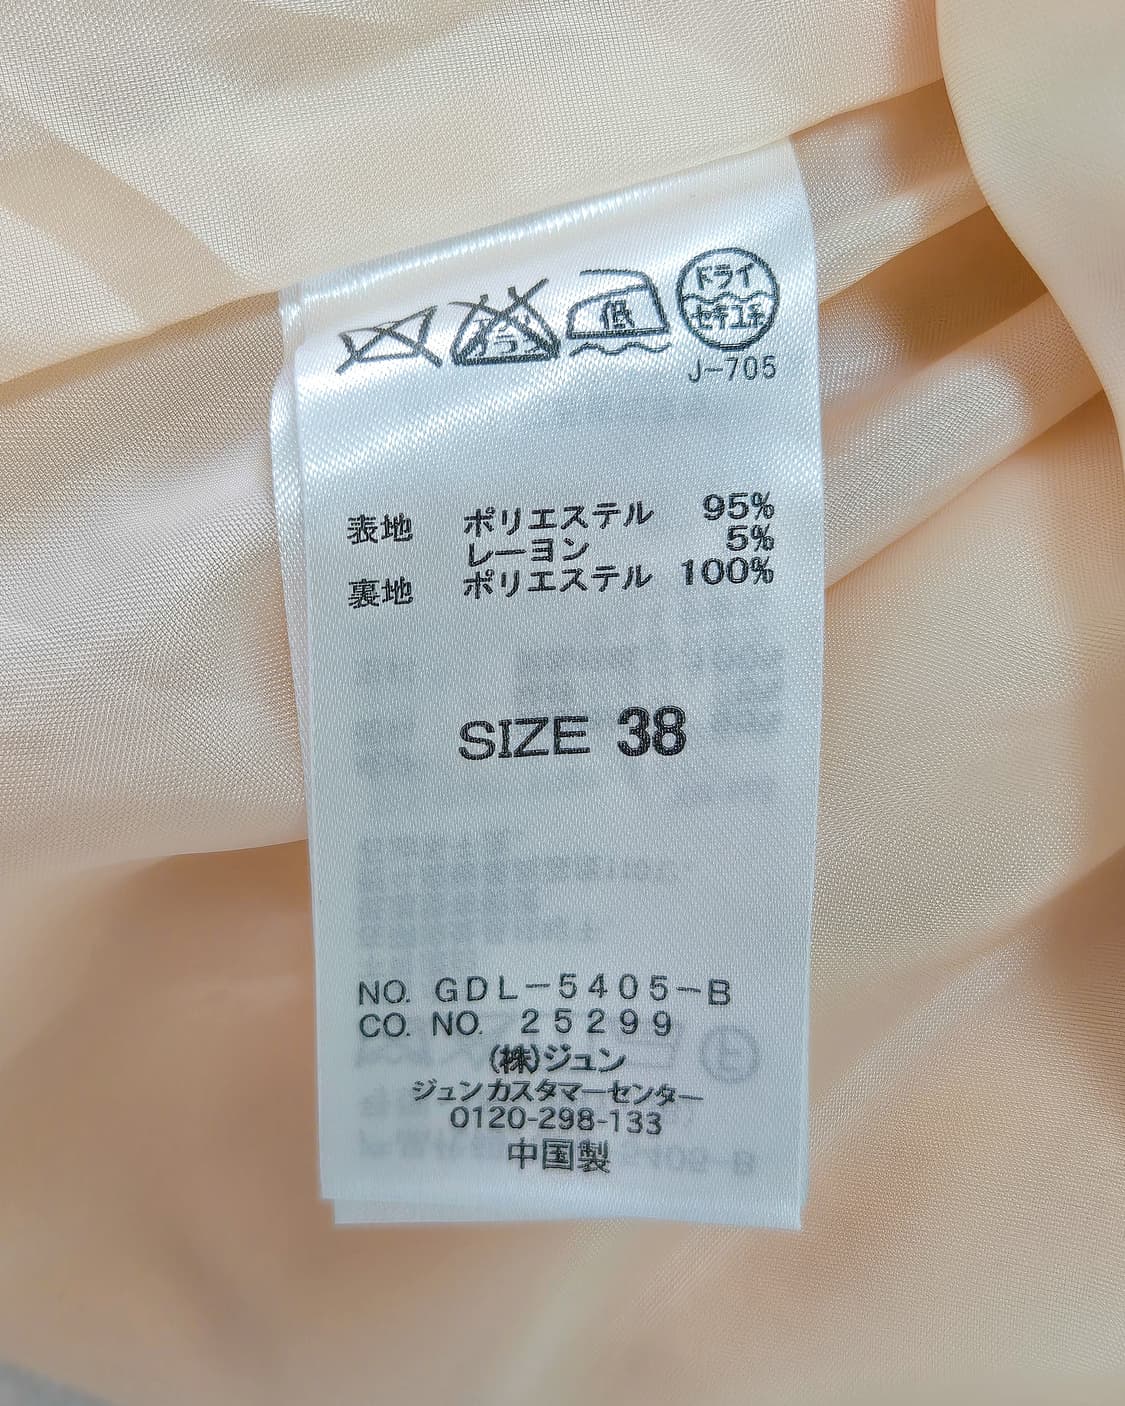 低
ドライ
セキユ系
J-705
表地 ポリエステル 95%
レーヨン 5%
裏地 ポリエステル 100%
SIZE 38
NO. GDL-5405-B
CO. NO. 25299
(株)ジュン
ジュンカスタマーセンター
0120-298-133
中国製